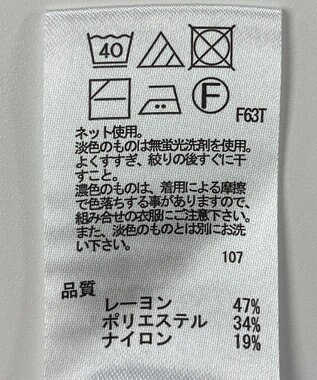 40
F
F63T
ネット使用。
淡色のものは無蛍光洗剤を使用。
よくすすぎ、絞りの後すぐに干
すこと。
濃色のものは、着用による摩擦
で色落ちする事がありますので、
組み合せの衣服にご注意下さい。
また、淡色のものとは別にお洗
い下さい。
107
品質
レーヨン 47%
ポリエステル 34%
ナイロン 19%